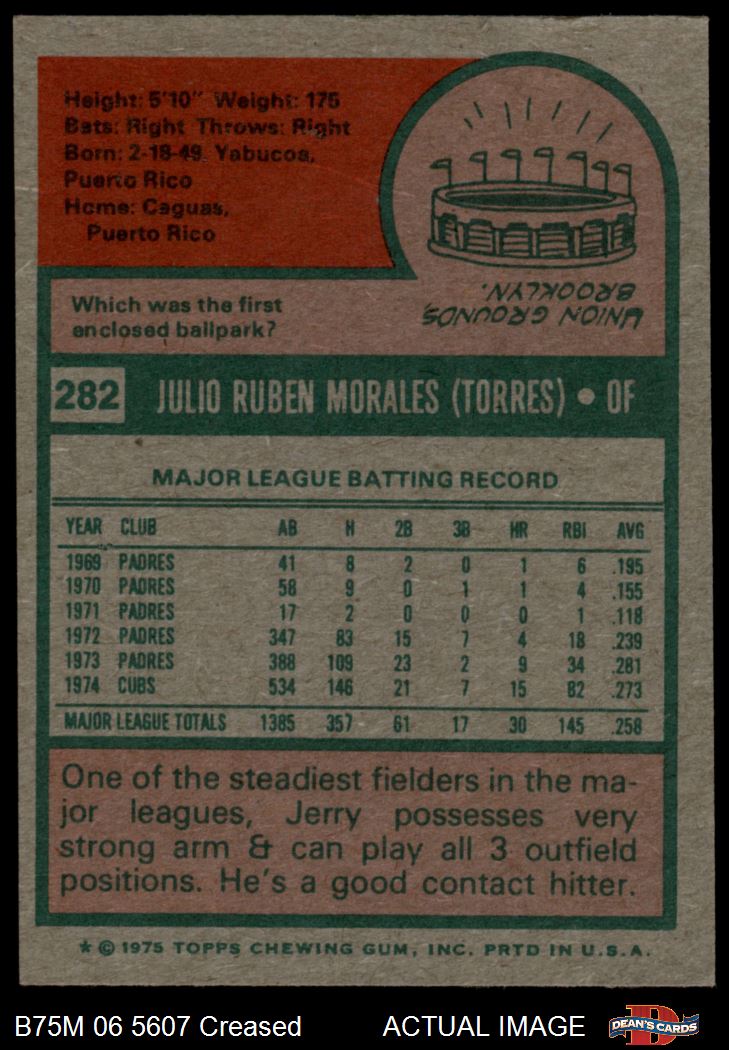 Height: 5'10" Weight: 175
Bats: Right Throws: Right
Born: 2-18-49, Yabucoa,
Puerto Rico
Home: Caguas,
Puerto Rico
Which was the first
enclosed ballpark?
UNION GROUNDS,
BROOKLYN.
282 JULIO RUBEN MORALES (TORRES) • OF
MAJOR LEAGUE BATTING RECORD
YEAR CLUB AB H 2B 3B HR RBI AVG
1969 PADRES 41 8 2 0 1 6 .195
1970 PADRES 58 9 0 1 1 4 .155
1971 PADRES 17 2 0 0 0 1 .118
1972 PADRES 347 83 15 7 4 18 .239
1973 PADRES 388 109 23 2 9 34 .281
1974 CUBS 534 146 21 7 15 82 .273
MAJOR LEAGUE TOTALS 1385 357 61 17 30 145 .258
One of the steadiest fielders in the ma-
jor leagues, Jerry possesses very
strong arm & can play all 3 outfield
positions. He's a good contact hitter.
★ © 1975 TOPPS CHEWING GUM, INC. PRTD IN U.S.A.
B75M 06 5607 Creased ACTUAL IMAGE DEAN'S CARDS